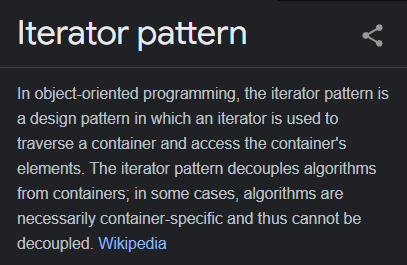 Iterator pattern
In object-oriented programming, the iterator pattern is
a design pattern in which an iterator is used to
traverse a container and access the container's
elements. The iterator pattern decouples algorithms
from containers; in some cases, algorithms are
necessarily container-specific and thus cannot be
decoupled. Wikipedia